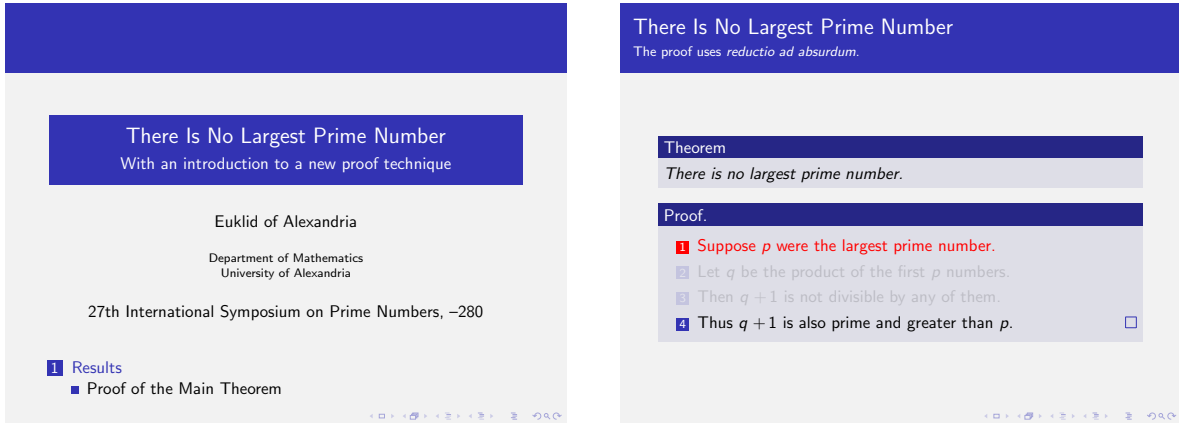 There Is No Largest Prime Number
With an introduction to a new proof technique
Euklid of Alexandria
Department of Mathematics
University of Alexandria
27th International Symposium on Prime Numbers, –280
1 Results
Proof of the Main Theorem
There Is No Largest Prime Number
The proof uses reductio ad absurdum.
Theorem
There is no largest prime number.
Proof.
1 Suppose p were the largest prime number.
2 Let q be the product of the first p numbers.
3 Then q + 1 is not divisible by any of them.
4 Thus q + 1 is also prime and greater than p.